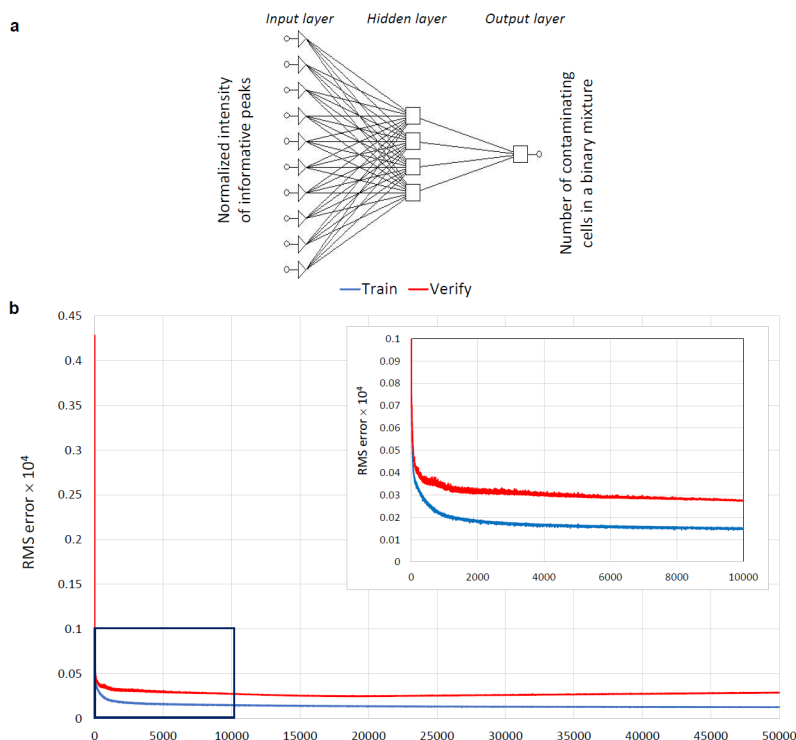 a
Input layer
Hidden layer
Output layer
Normalized intensity
of informative peaks
Number of contaminating
cells in a binary mixture
Train
Verify
b
RMS error × 10⁴
0.45
0.4
0.35
0.3
0.25
0.2
0.15
0.1
0.05
0
0
5000
10000
15000
20000
25000
30000
35000
40000
45000
50000
RMS error × 10⁴
0.1
0.09
0.08
0.07
0.06
0.05
0.04
0.03
0.02
0.01
0
0
2000
4000
6000
8000
10000